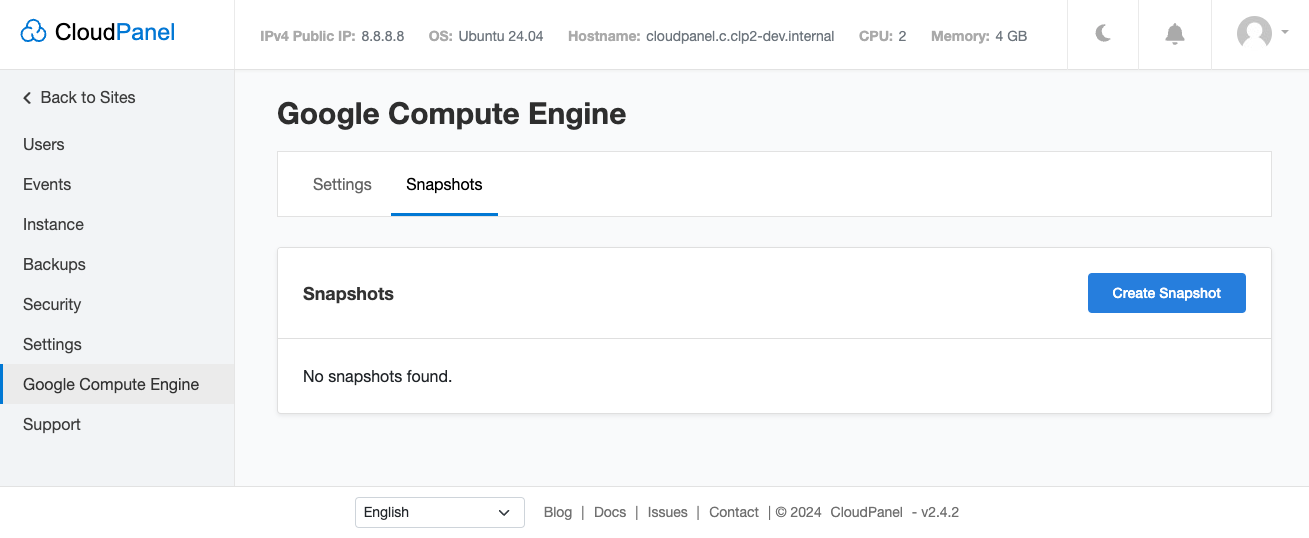 CloudPanel
IPv4 Public IP: 8.8.8.8 OS: Ubuntu 24.04 Hostname: cloudpanel.c.clp2-dev.internal CPU: 2 Memory: 4 GB
Back to Sites
Users
Events
Instance
Backups
Security
Settings
Google Compute Engine
Support
Google Compute Engine
Settings Snapshots
Snapshots
Create Snapshot
No snapshots found.
English
Blog | Docs | Issues | Contact | © 2024 CloudPanel - v2.4.2